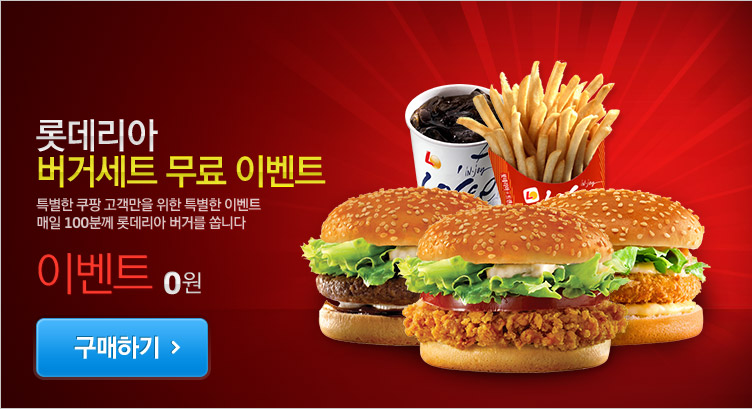 롯데리아
버거세트 무료 이벤트
특별한 쿠팡 고객만을 위한 특별한 이벤트
매일 100분께 롯데리아 버거를 쏩니다
이벤트 0원
구매하기 >